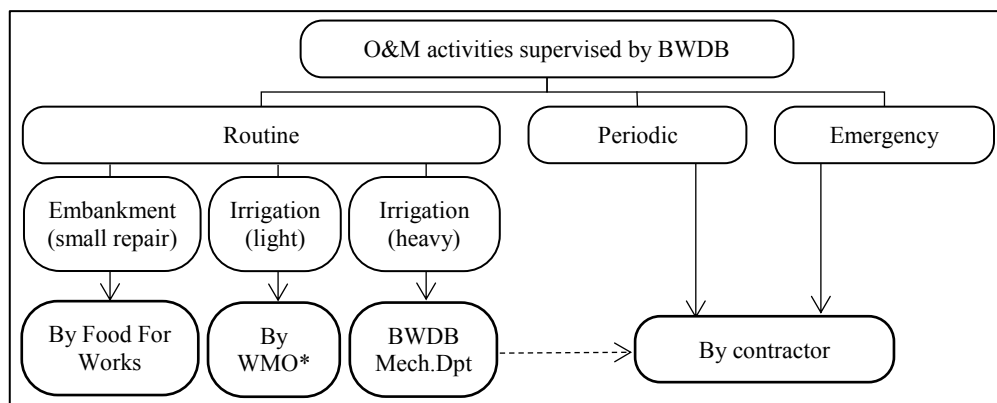 O&M activities supervised by BWDB
Routine
Periodic
Emergency
Embankment
(small repair)
Irrigation
(light)
Irrigation
(heavy)
By Food For
Works
By
WMO*
BWDB
Mech.Dpt
By contractor